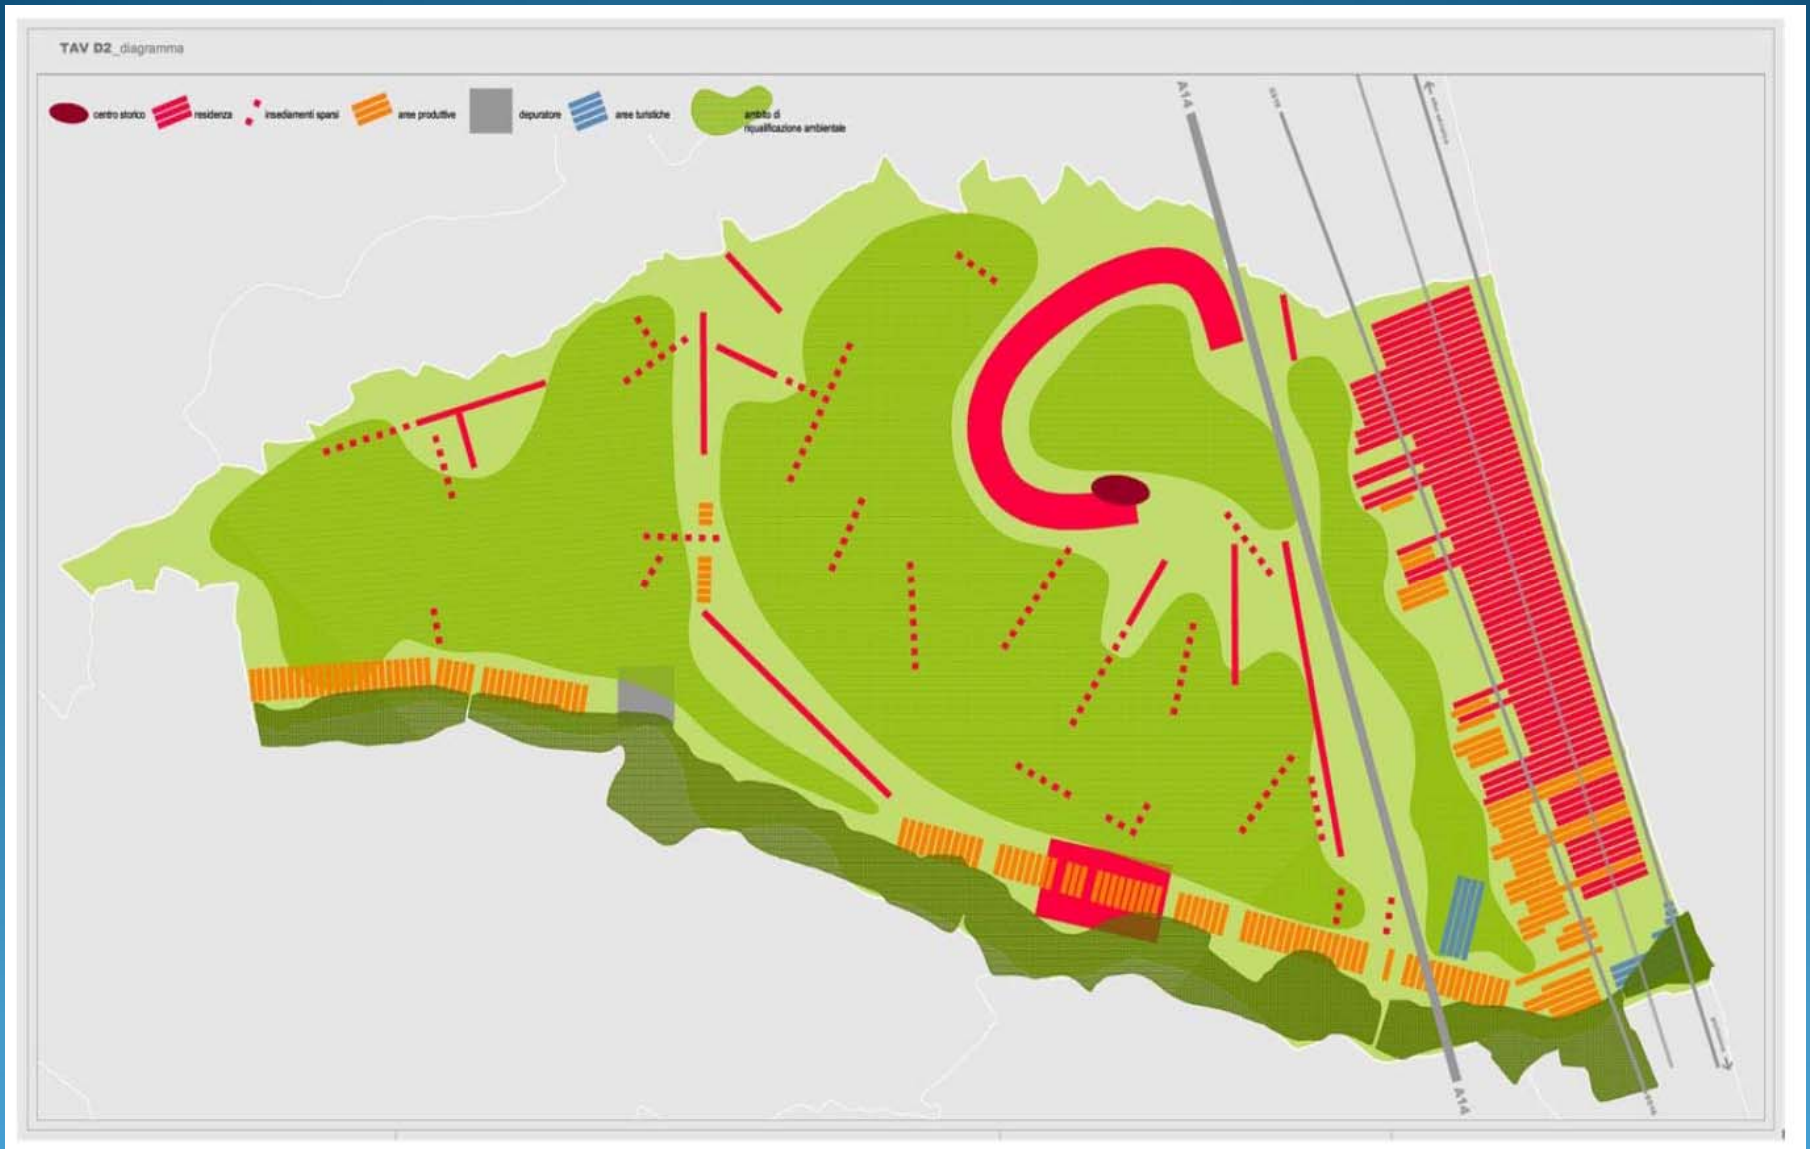 TAV D2_diagramma
centro storico
residenza
insediamenti sparsi
aree produttive
depuratore
aree turistiche
ambito di
riqualificazione ambientale
A14
A14